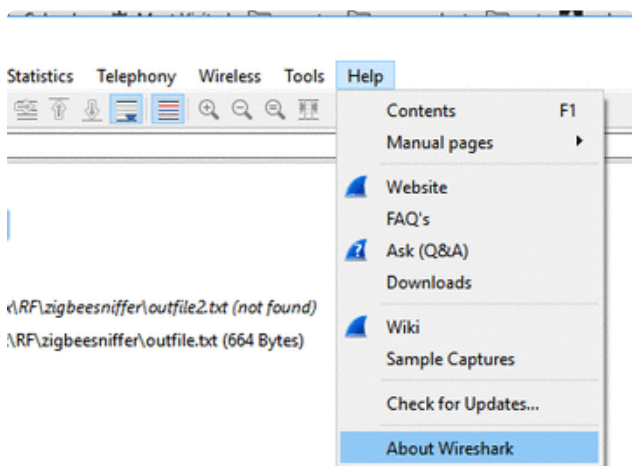 Statistics Telephony Wireless Tools Help
Contents F1
Manual pages
Website
FAQ's
Ask (Q&A)
Downloads
\RF\zigbeesniffer\outfile2.txt (not found)
\RF\zigbeesniffer\outfile.txt (664 Bytes)
Wiki
Sample Captures
Check for Updates...
About Wireshark